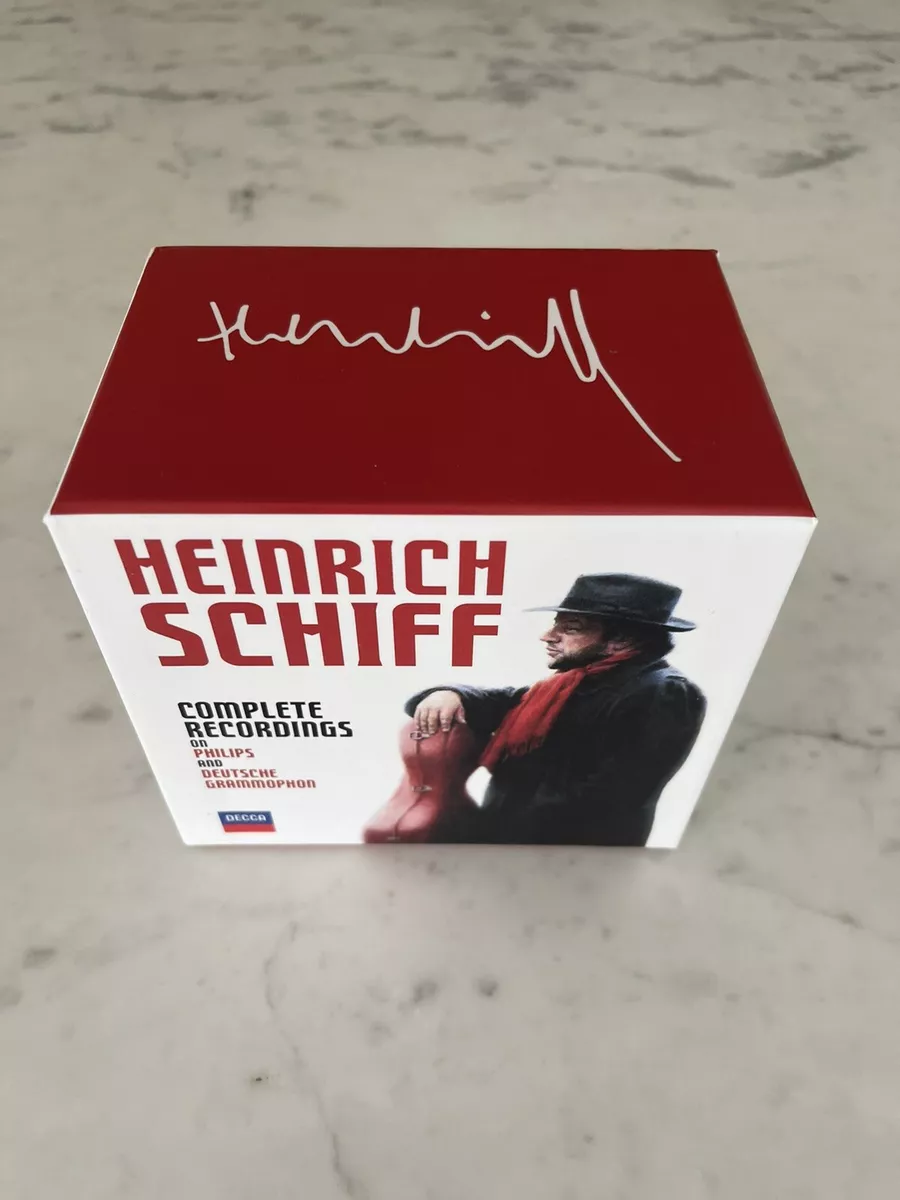 HEINRICH
SCHIFF
COMPLETE
RECORDINGS
ON
PHILIPS
AND
DEUTSCHE
GRAMMOPHON
DECCA